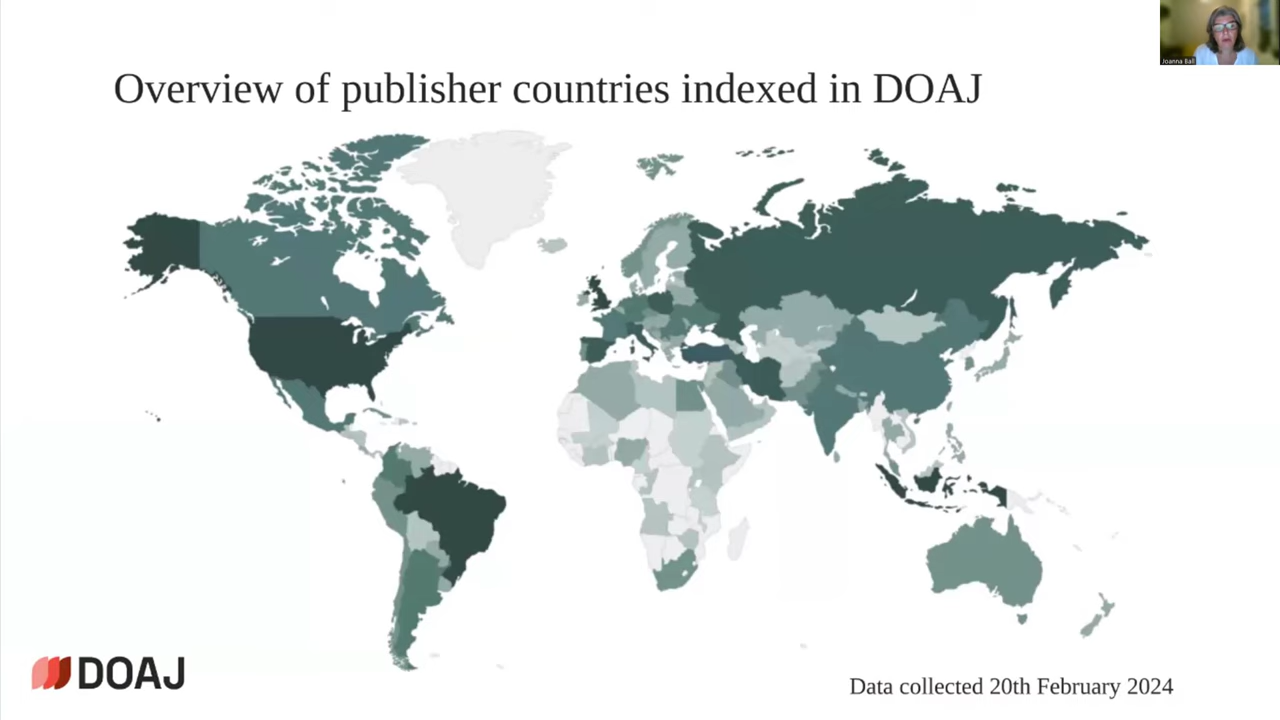 Joanna Ball
Overview of publisher countries indexed in DOAJ
DOAJ
Data collected 20th February 2024